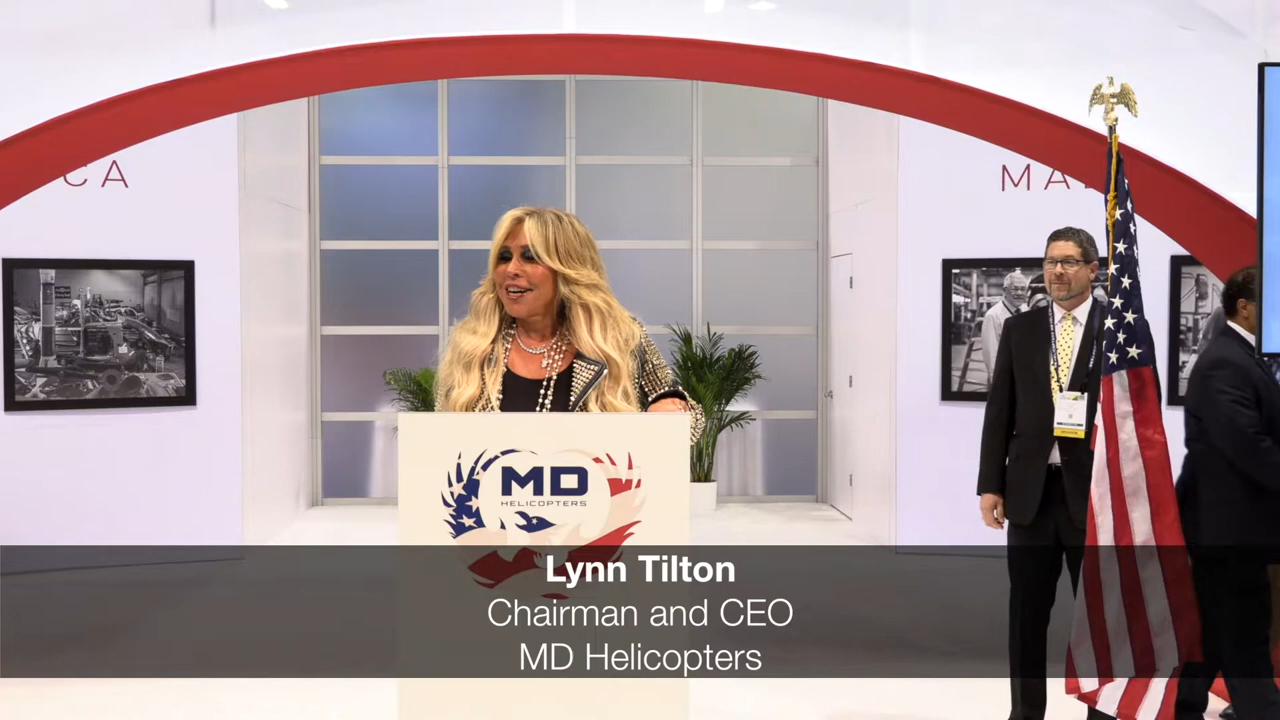 CA
MA
MD
HELICOPTERS
Lynn Tilton
Chairman and CEO
MD Helicopters